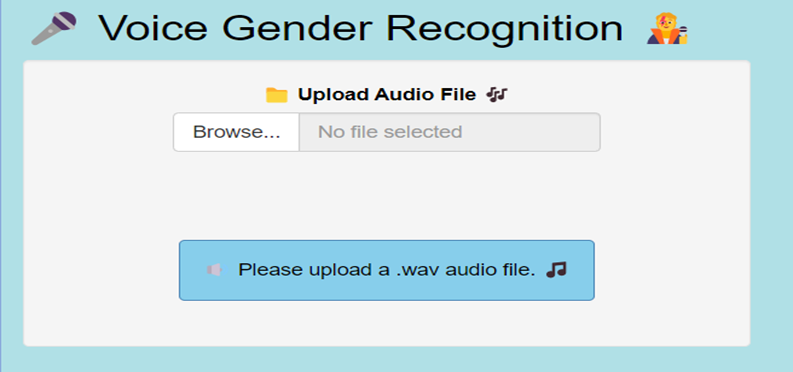 Voice Gender Recognition
Upload Audio File
Browse... No file selected
Please upload a .wav audio file.